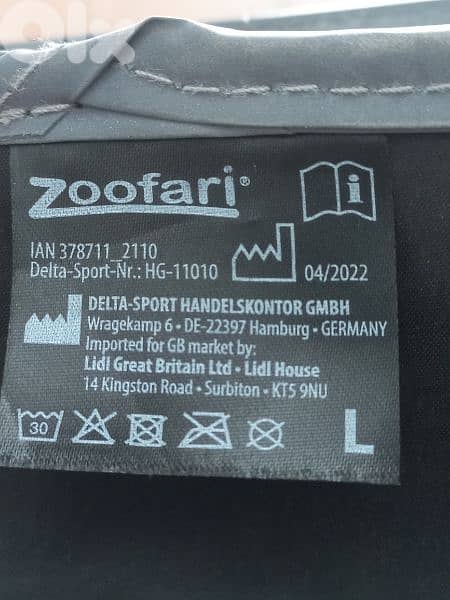 OLX
zoofari®
IAN 378711_2110
Delta-Sport-Nr.: HG-11010
04/2022
DELTA-SPORT HANDELSKONTOR GMBH
Wragekamp 6 • DE-22397 Hamburg • GERMANY
Imported for GB market by:
Lidl Great Britain Ltd • Lidl House
14 Kingston Road • Surbiton • KT5 9NU
30
L